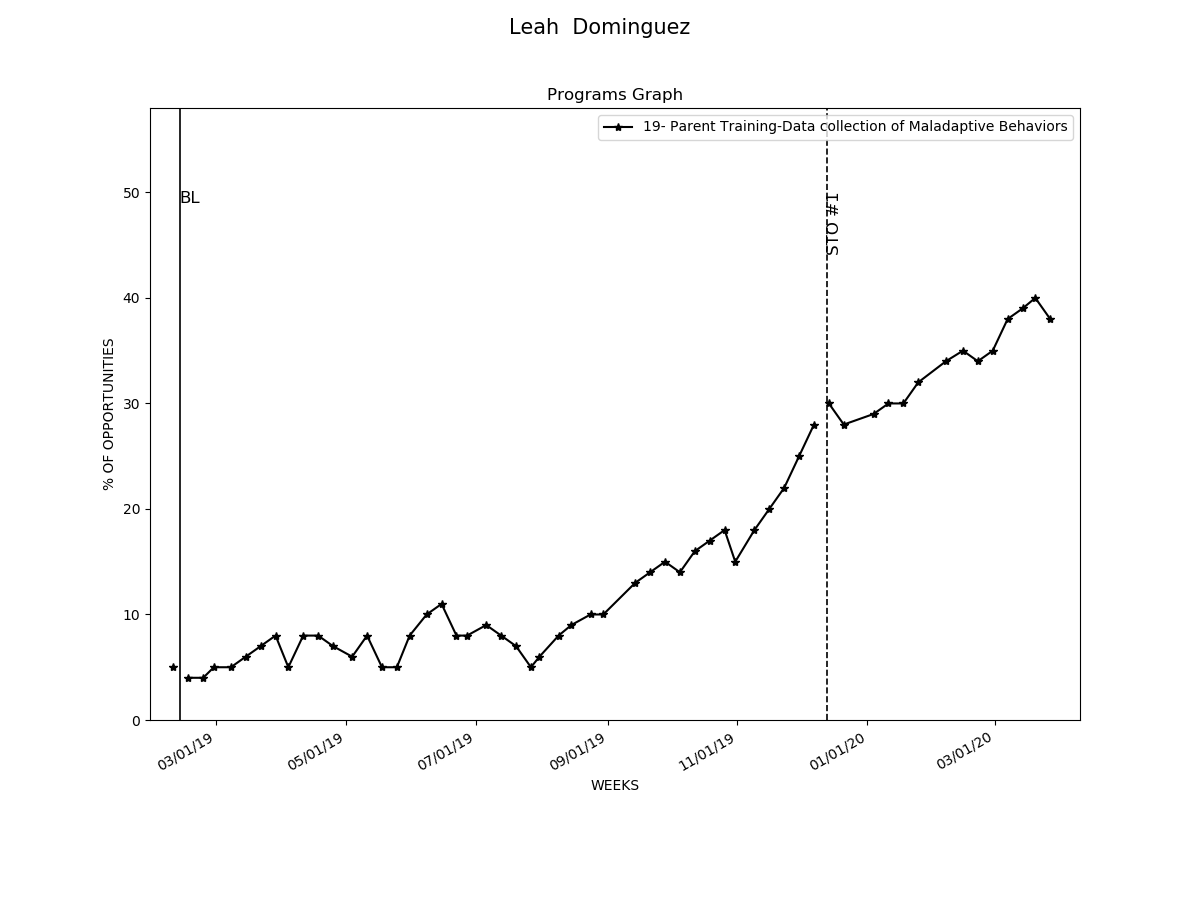 Leah  Dominguez
Programs Graph
19- Parent Training-Data collection of Maladaptive Behaviors
BL
STO #1
% OF OPPORTUNITIES
50
40
30
20
10
0
03/01/19
05/01/19
07/01/19
09/01/19
11/01/19
01/01/20
03/01/20
WEEKS